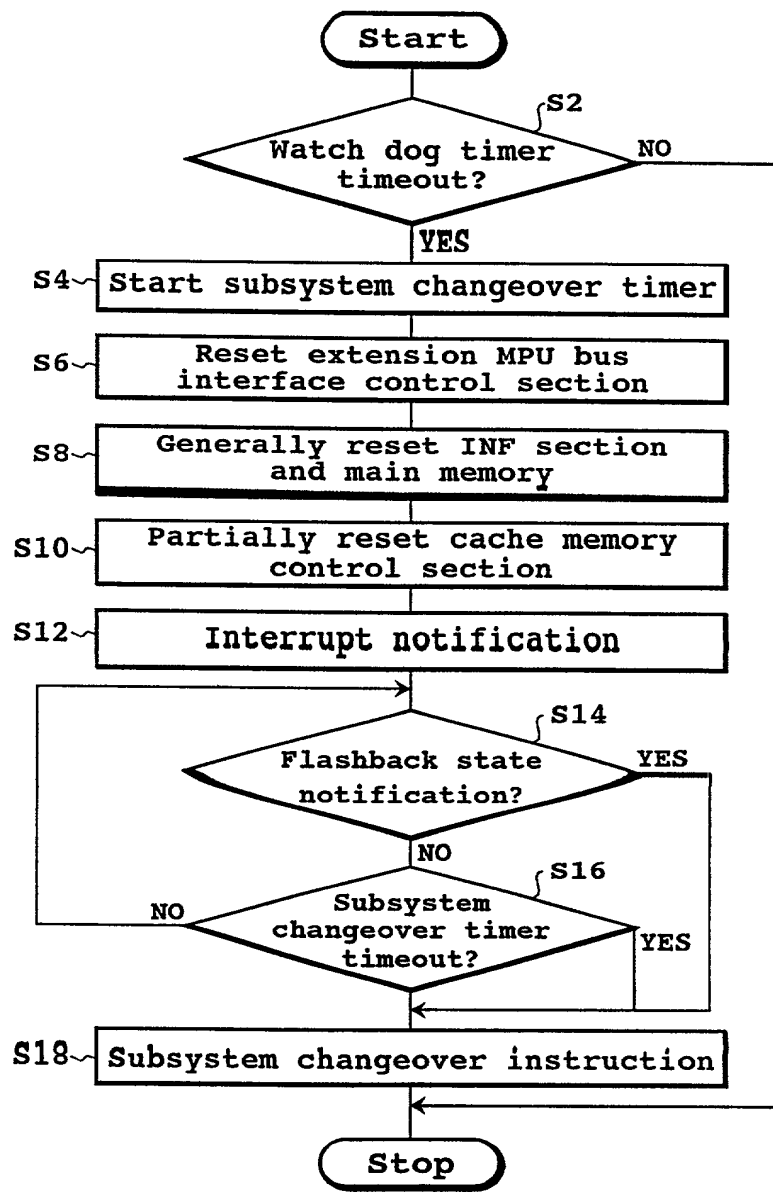 Start
S2
Watch dog timer
timeout?
NO
YES
S4
Start subsystem changeover timer
S6
Reset extension MPU bus
interface control section
S8
Generally reset INF section
and main memory
S10
Partially reset cache memory
control section
S12
Interrupt notification
S14
Flashback state
notification?
YES
NO
S16
Subsystem
changeover timer
timeout?
NO
YES
S18
Subsystem changeover instruction
Stop